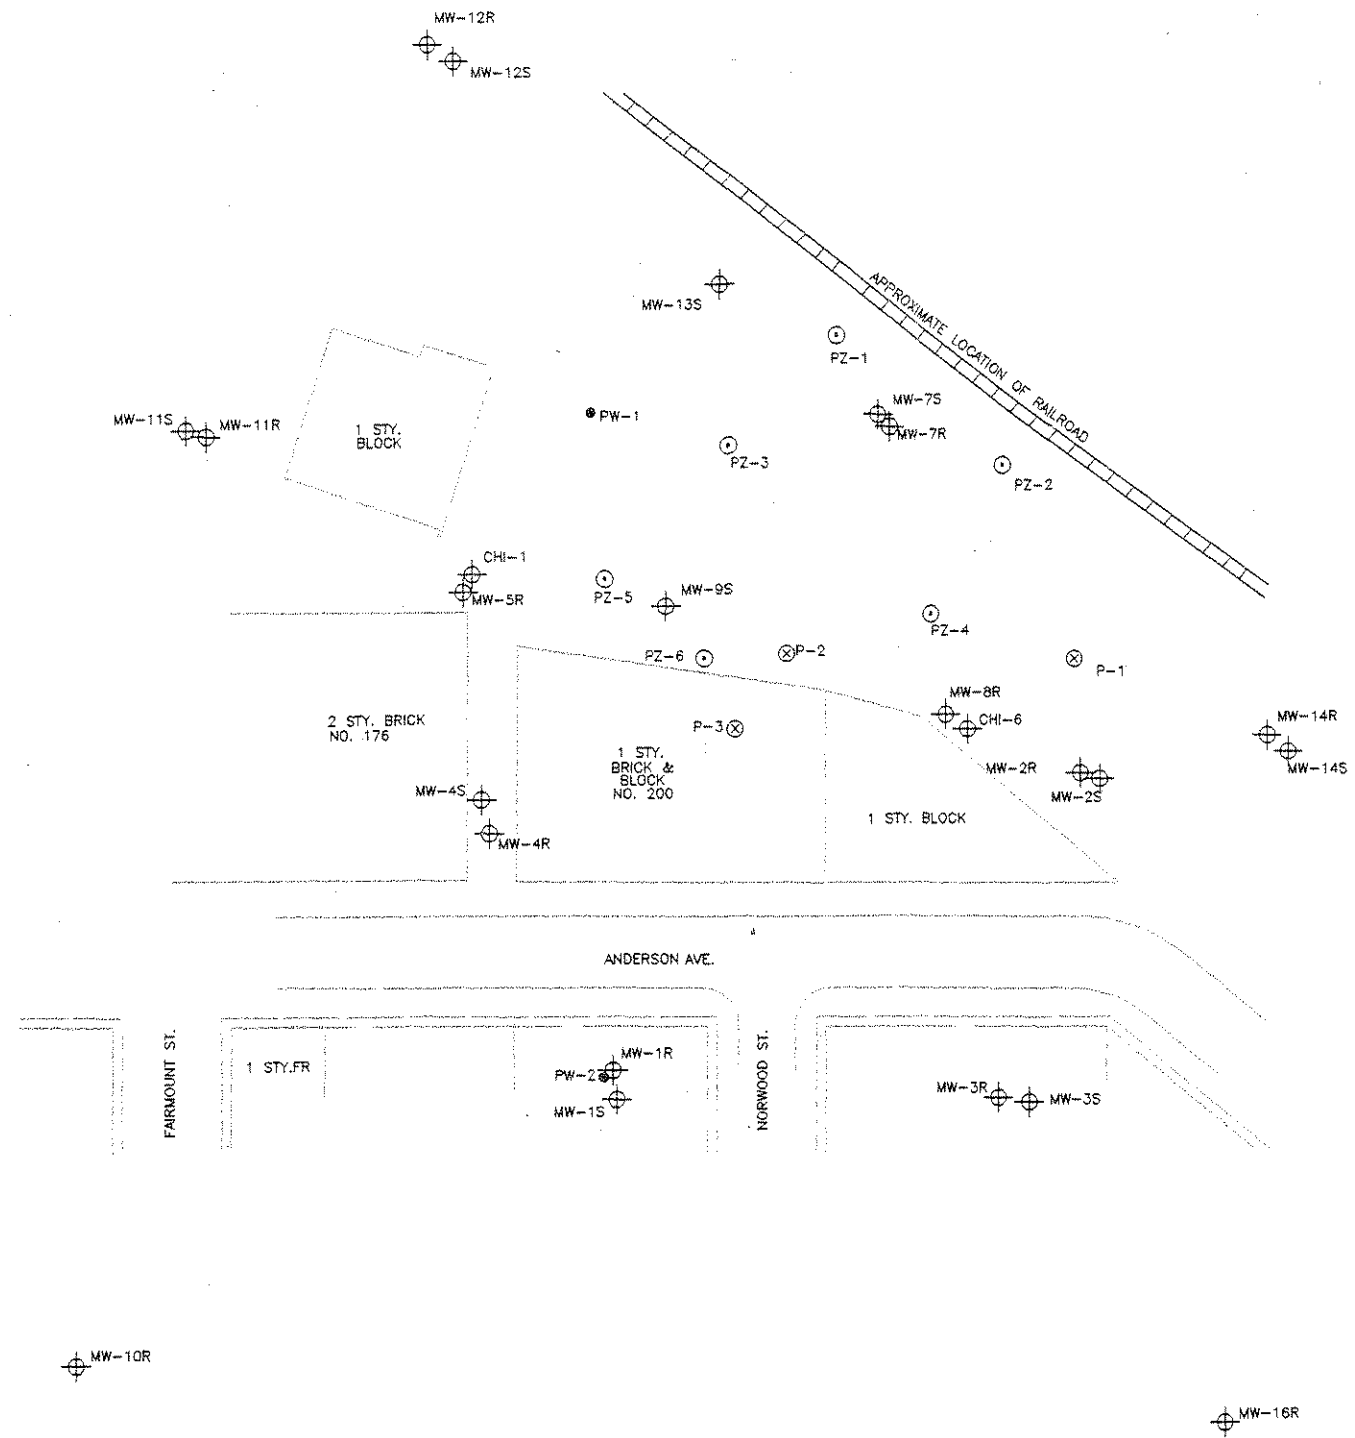 MW-12R
MW-12S
MW-13S
APPROXIMATE LOCATION OF RAILROAD
PZ-1
MW-11S
MW-11R
1 STY.
BLOCK
PW-1
MW-7S
MW-7R
PZ-3
PZ-2
CHI-1
MW-5R
PZ-5
MW-9S
PZ-4
PZ-6
P-2
P-1
MW-8R
CHI-6
2 STY. BRICK
NO. 176
P-3
1 STY.
BRICK &
BLOCK
NO. 200
MW-14R
MW-14S
MW-2R
MW-2S
MW-4S
MW-4R
1 STY. BLOCK
ANDERSON AVE.
FAIRMOUNT ST.
1 STY.FR
MW-1R
PW-2
MW-1S
NORWOOD ST.
MW-3R
MW-3S
MW-10R
MW-16R